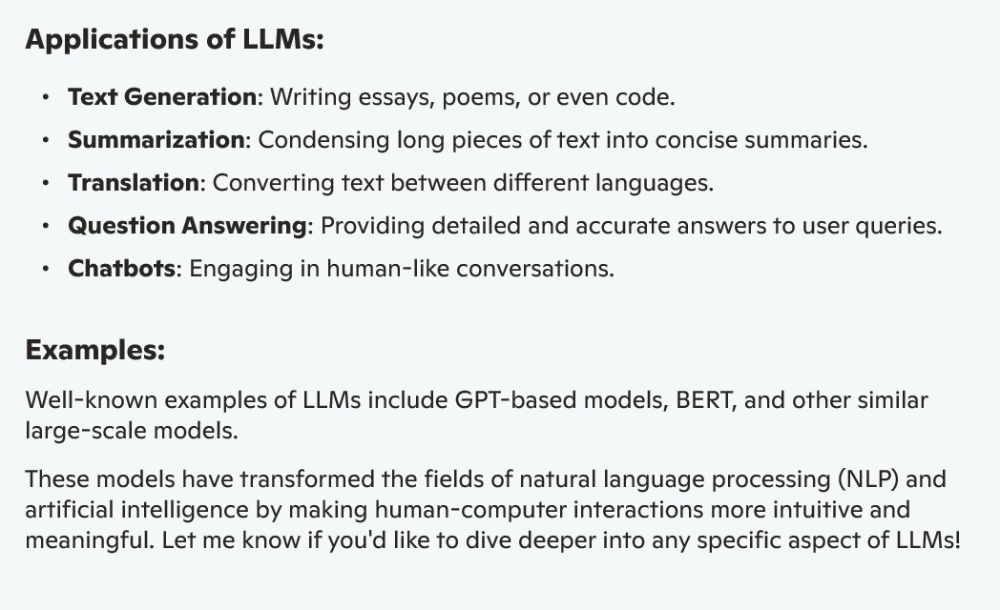 Applications of LLMs:
• Text Generation: Writing essays, poems, or even code.
• Summarization: Condensing long pieces of text into concise summaries.
• Translation: Converting text between different languages.
• Question Answering: Providing detailed and accurate answers to user queries.
• Chatbots: Engaging in human-like conversations.
Examples:
Well-known examples of LLMs include GPT-based models, BERT, and other similar
large-scale models.
These models have transformed the fields of natural language processing (NLP) and
artificial intelligence by making human-computer interactions more intuitive and
meaningful. Let me know if you'd like to dive deeper into any specific aspect of LLMs!